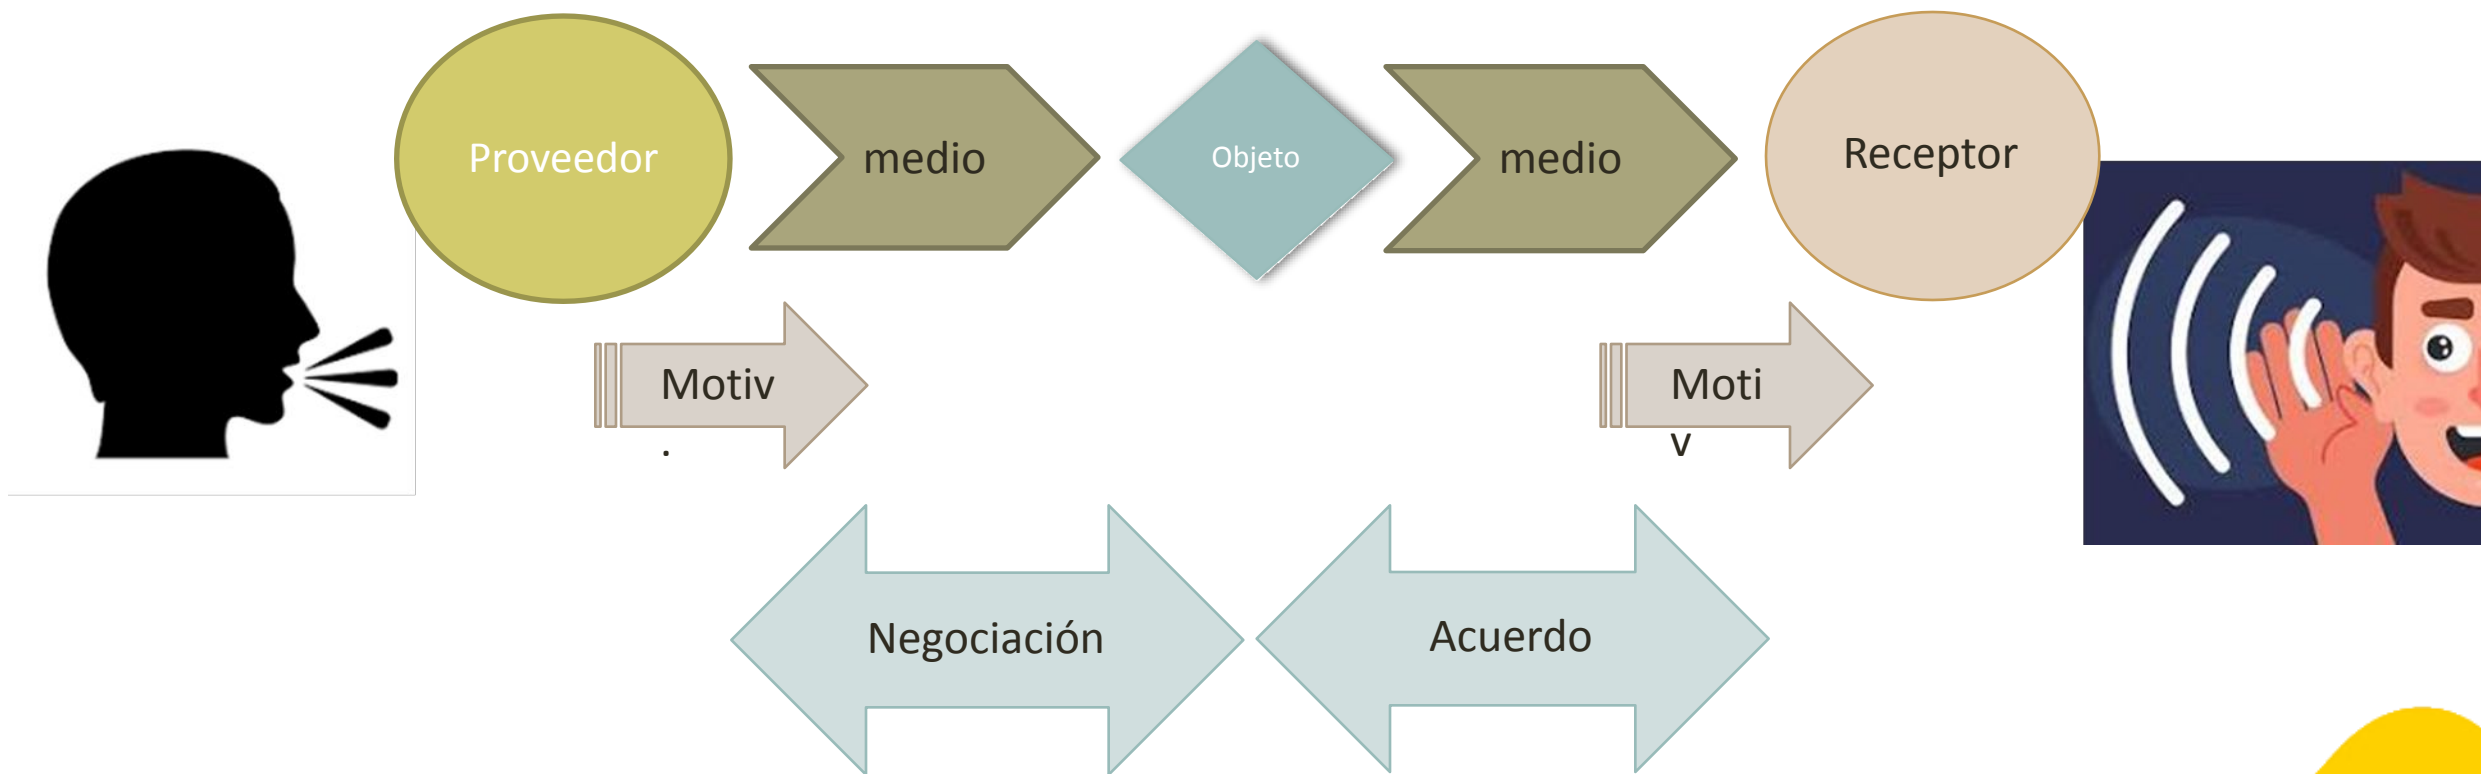 Proveedor
medio
Objeto
medio
Receptor
Motiv
.
Moti
v
Negociación
Acuerdo